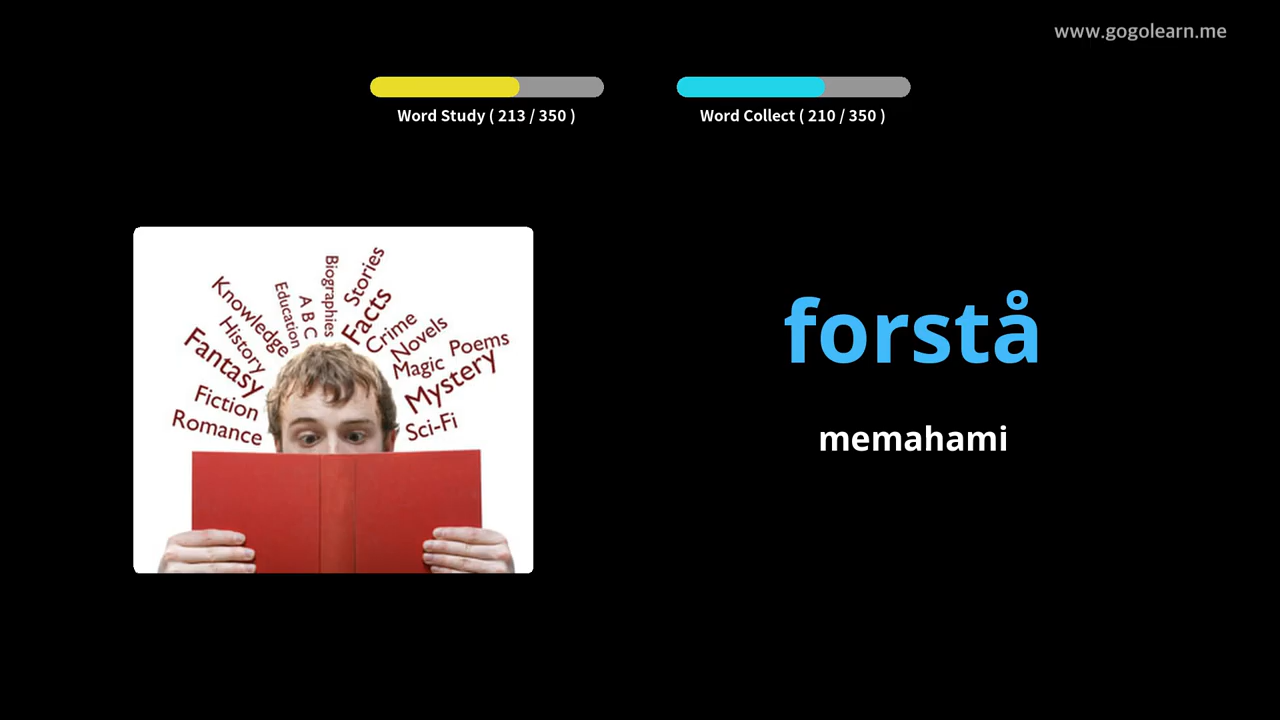 www.gogolearn.me
Word Study ( 213 / 350 )
Word Collect ( 210 / 350 )
Biographies
Stories
Knowledge
Education
A B C
Facts
Crime
History
Novels
Poems
Fantasy
Magic
Mystery
Fiction
Romance
Sci-Fi
forstå
memahami